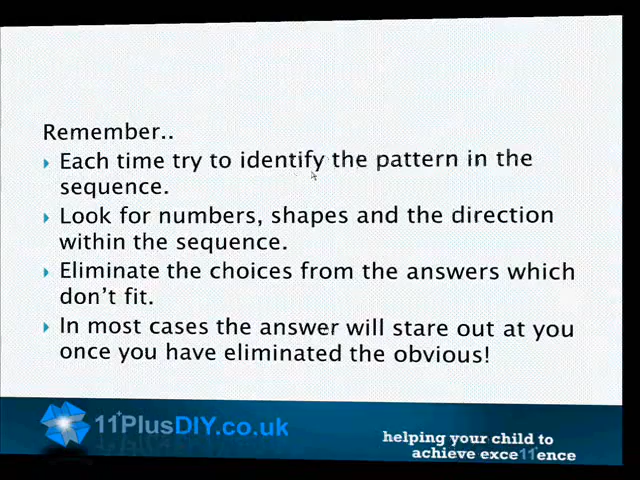 Remember..
Each time try to identify the pattern in the
sequence.
Look for numbers, shapes and the direction
within the sequence.
Eliminate the choices from the answers which
don't fit.
In most cases the answer will stare out at you
once you have eliminated the obvious!
11+PlusDIY.co.uk
helping your child to
achieve exce11ence